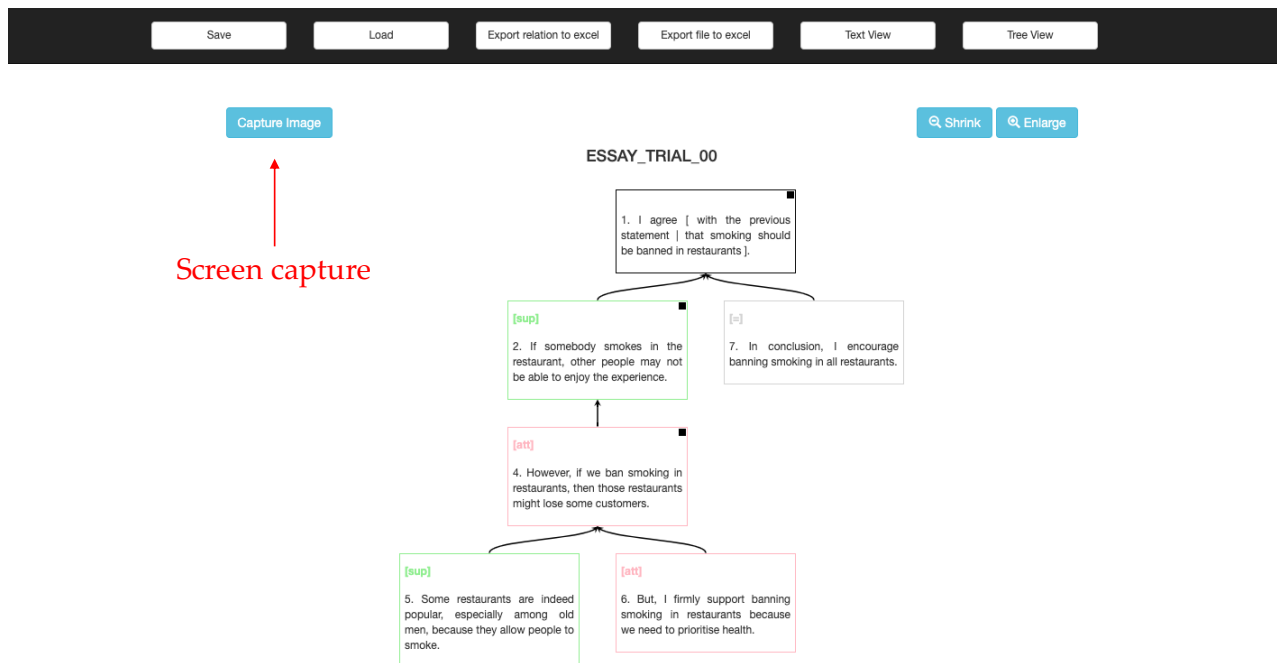 Save Load Export relation to excel Export file to excel Text View Tree View
Capture Image Shrink Enlarge
ESSAY_TRIAL_00
Screen capture
1. I agree [ with the previous
statement | that smoking should
be banned in restaurants ].
[sup]
2. If somebody smokes in the
restaurant, other people may not
be able to enjoy the experience.
[=]
7. In conclusion, I encourage
banning smoking in all restaurants.
[att]
4. However, if we ban smoking in
restaurants, then those restaurants
might lose some customers.
[sup]
5. Some restaurants are indeed
popular, especially among old
men, because they allow people to
smoke.
[att]
6. But, I firmly support banning
smoking in restaurants because
we need to prioritise health.